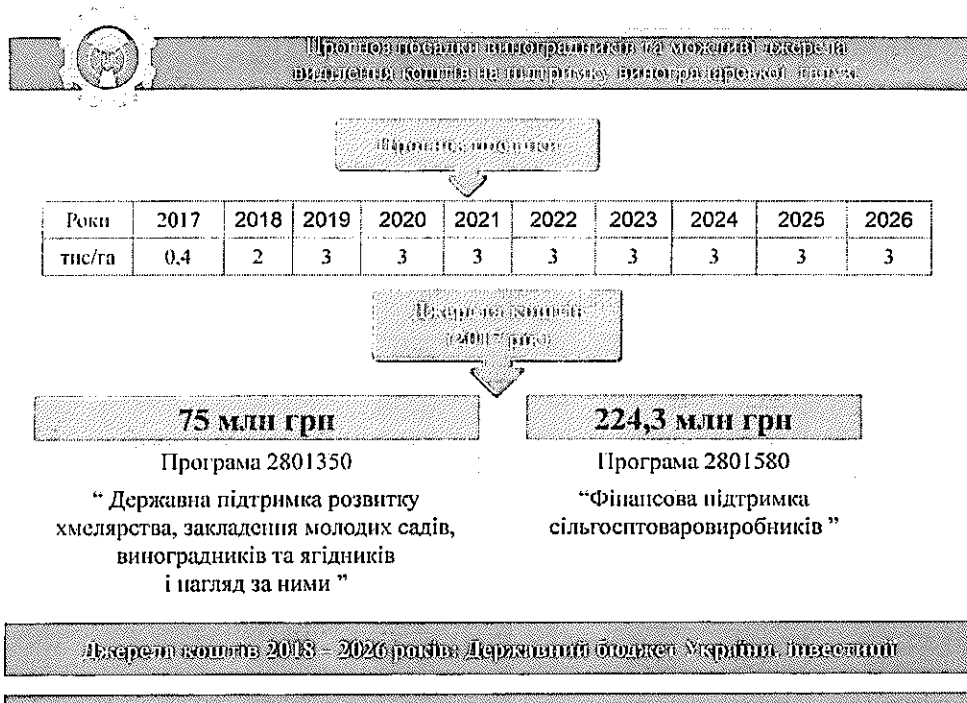 Прогноз посадки виноградників та можливі джерела
виділення коштів на підтримку виноградарської галузі
Прогноз посадки
Роки 2017 2018 2019 2020 2021 2022 2023 2024 2025 2026
тис/га 0,4 2 3 3 3 3 3 3 3 3
Джерела коштів
(2017 рік)
75 млн грн
224,3 млн грн
Програма 2801350
Програма 2801580
“ Державна підтримка розвитку
хмелярства, закладення молодих садів,
виноградників та ягідників
і нагляд за ними ”
“Фінансова підтримка
сільгосптоваровиробників ”
Джерела коштів 2018 – 2026 років: Державний бюджет України, інвестиції